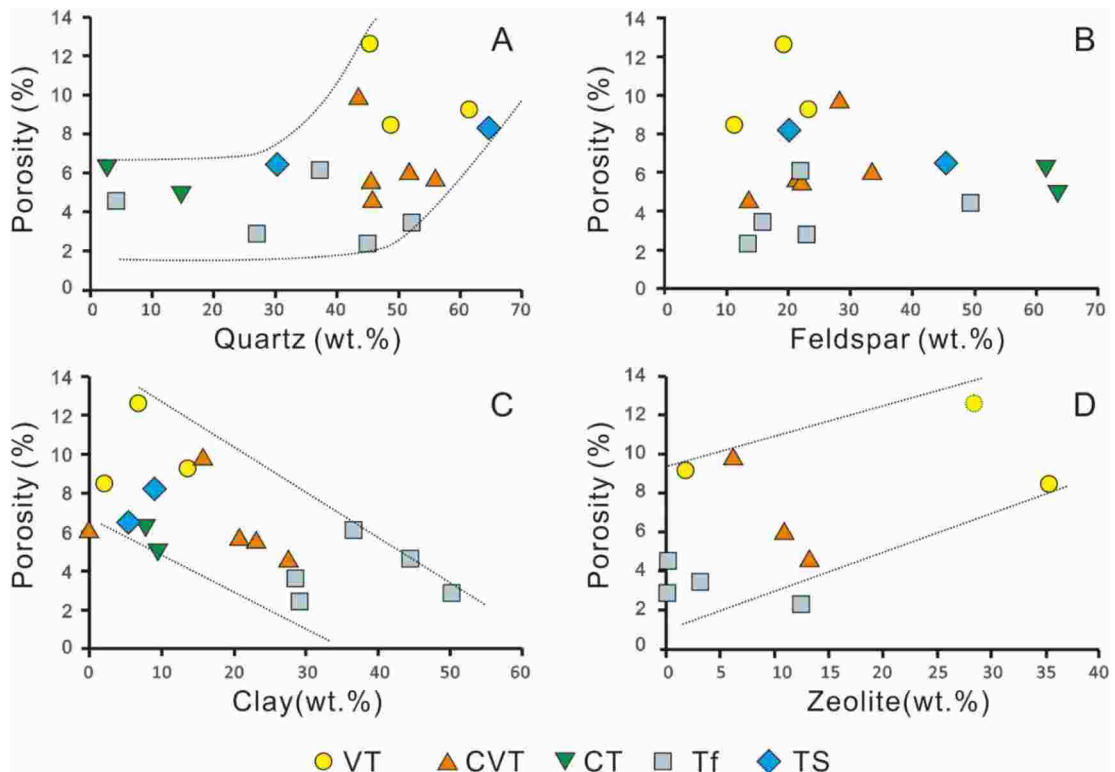 A
14
12
10
8
6
4
2
0
Porosity (%)
0 10 20 30 40 50 60 70
Quartz (wt.%)
B
14
12
10
8
6
4
2
0
Porosity (%)
0 10 20 30 40 50 60 70
Feldspar (wt.%)
C
14
12
10
8
6
4
2
0
Porosity (%)
0 10 20 30 40 50 60
Clay(wt.%)
D
14
12
10
8
6
4
2
0
Porosity (%)
0 5 10 15 20 25 30 35 40
Zeolite(wt.%)
VT CVT CT Tf TS